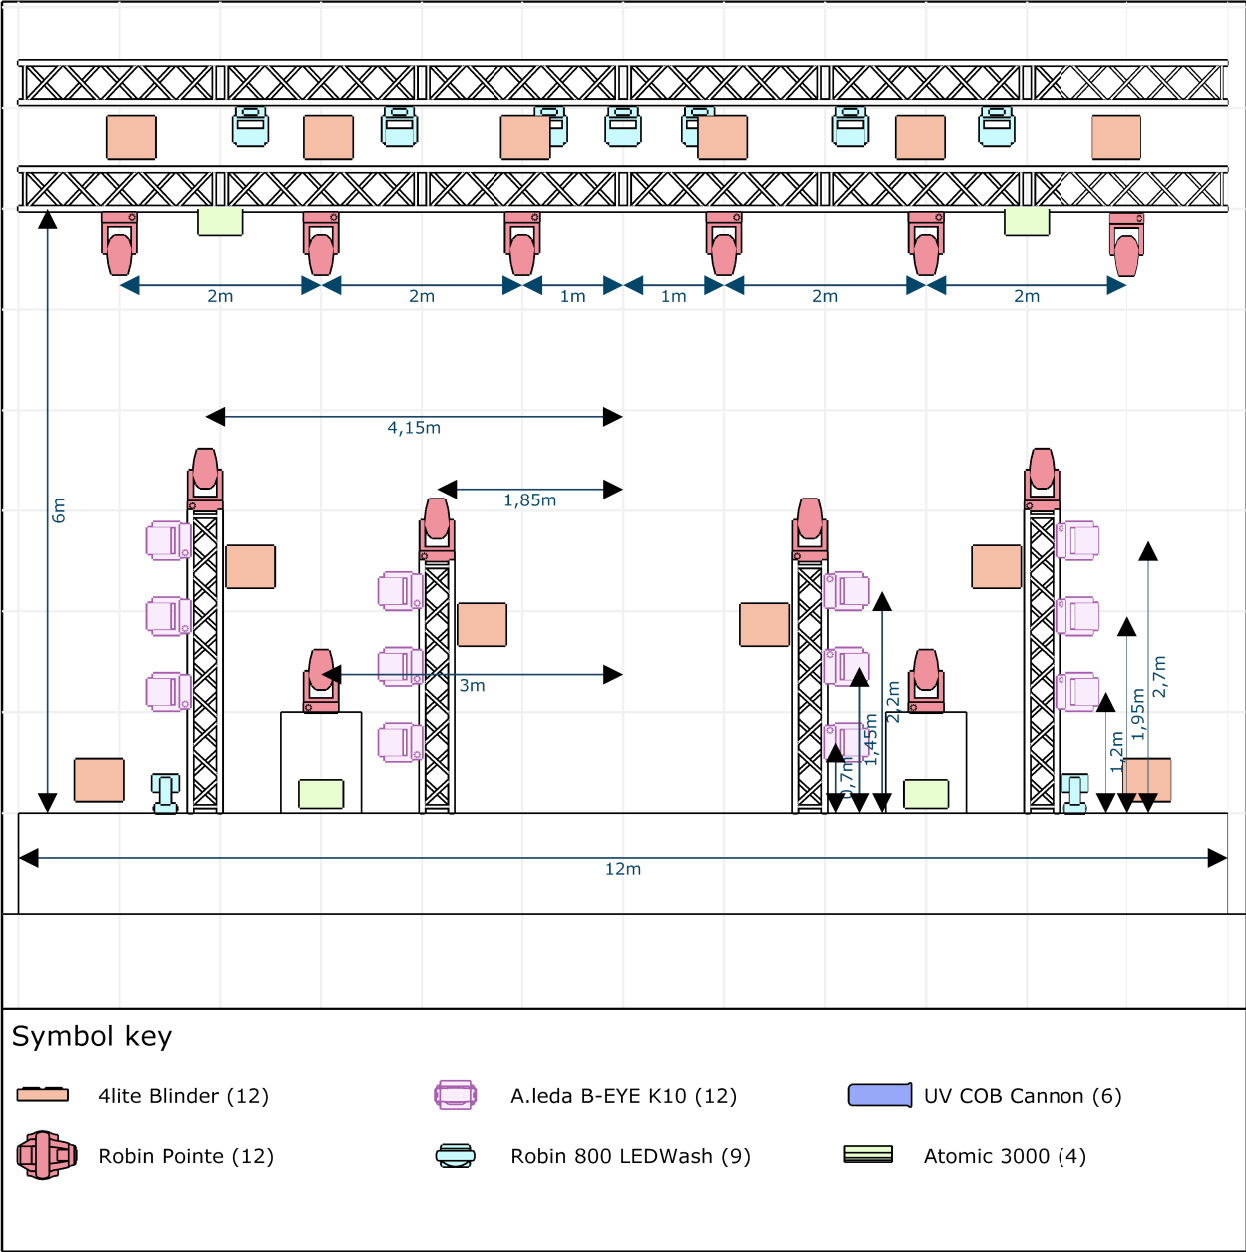 2m
2m
1m
1m
2m
2m
4,15m
1,85m
6m
3m
2,7m
2,2m
1,95m
1,45m
1,2m
0,7m
12m
Symbol key
4lite Blinder (12)
A.leda B-EYE K10 (12)
UV COB Cannon (6)
Robin Pointe (12)
Robin 800 LEDWash (9)
Atomic 3000 (4)